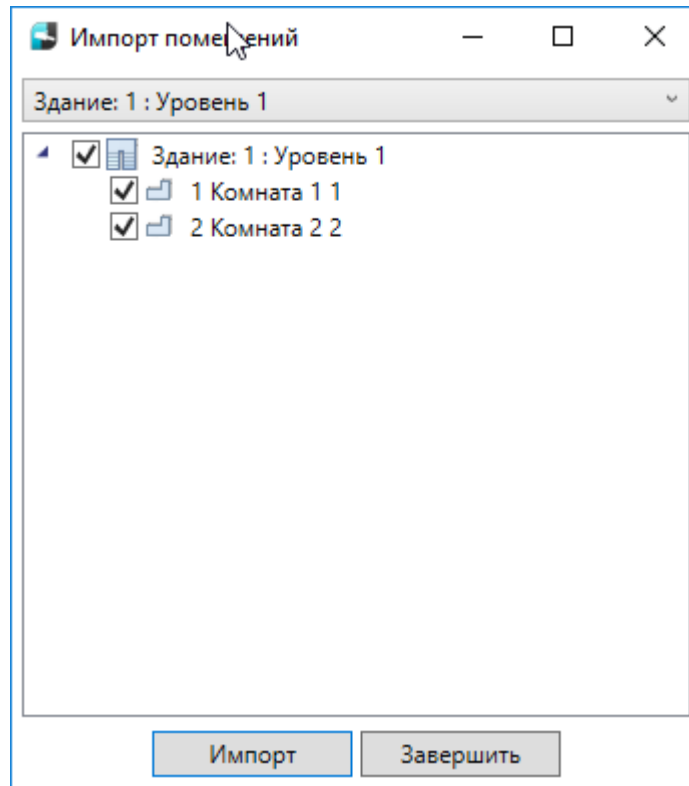 Импорт помещений
Здание: 1 : Уровень 1
Здание: 1 : Уровень 1
1 Комната 1 1
2 Комната 2 2
Импорт
Завершить